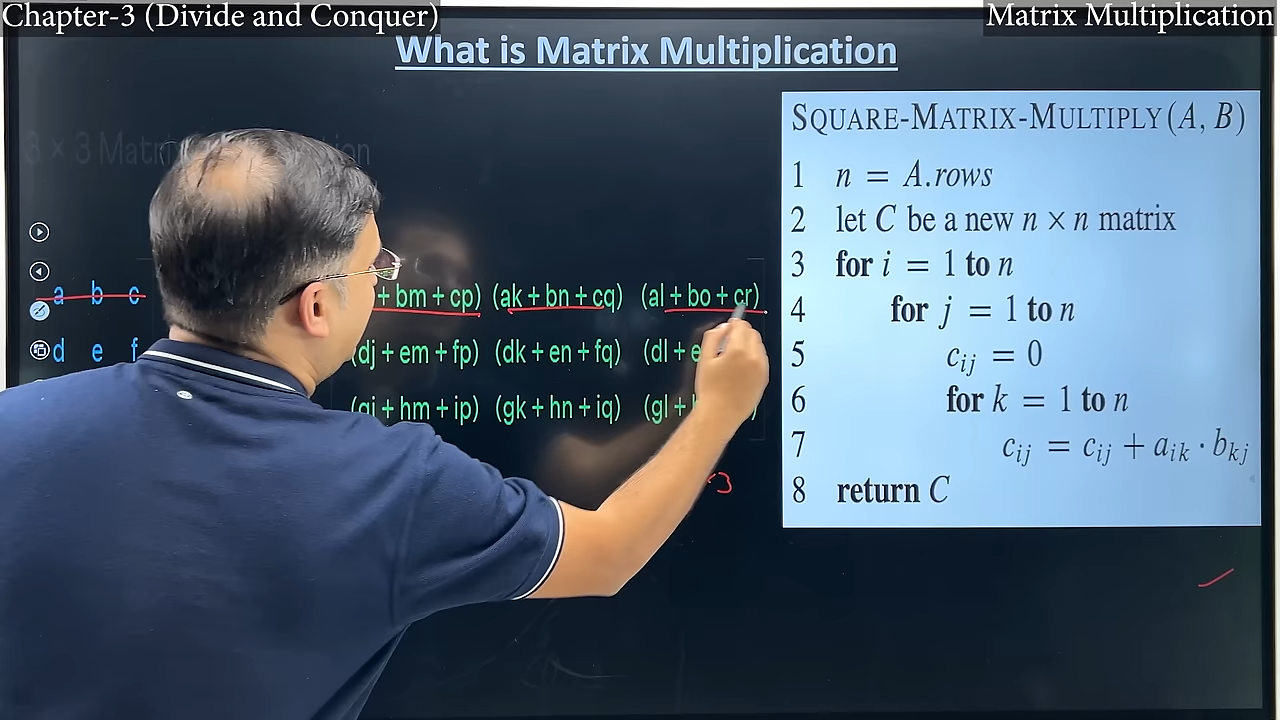 Chapter-3 (Divide and Conquer)
Matrix Multiplication
What is Matrix Multiplication
3 × 3
a b c
+ bm + cp) (ak + bn + cq) (al + bo + cr)
d e f
(dj + em + fp) (dk + en + fq) (dl +
(gj + hm + ip) (gk + hn + iq) (gl +
3
SQUARE-MATRIX-MULTIPLY(A, B)
1 n = A.rows
2 let C be a new n × n matrix
3 for i = 1 to n
4 for j = 1 to n
5 cij = 0
6 for k = 1 to n
7 cij = cij + aik · bkj
8 return C